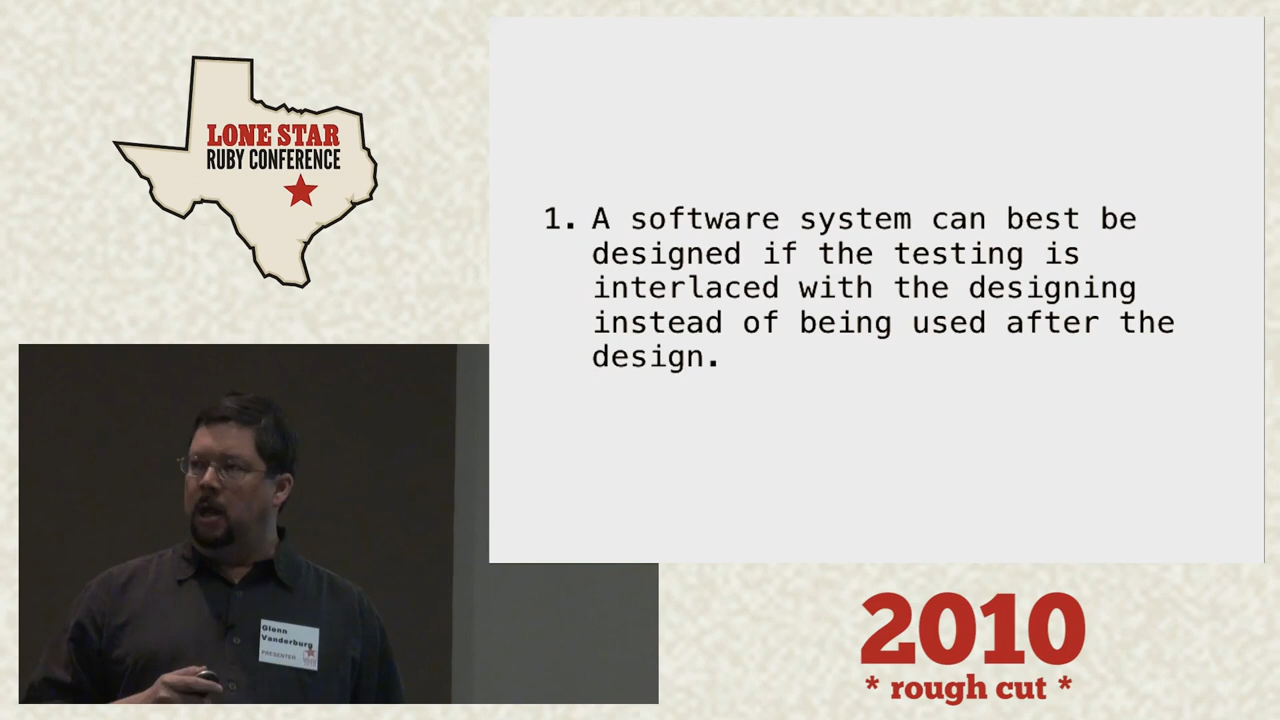 LONE STAR
RUBY CONFERENCE
1. A software system can best be
designed if the testing is
interlaced with the designing
instead of being used after the
design.
Glenn
Vanderburg
PRESENTER
2010
* rough cut *